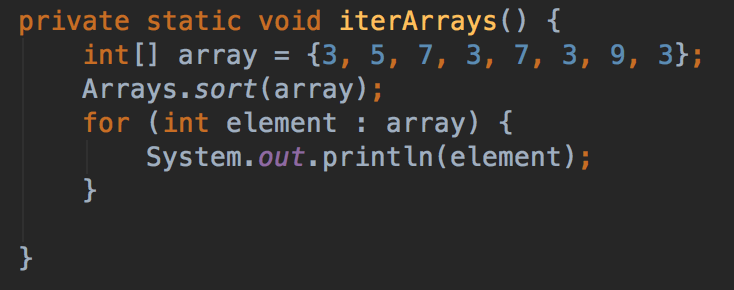 private static void iterArrays() {
    int[] array = {3, 5, 7, 3, 7, 3, 9, 3};
    Arrays.sort(array);
    for (int element : array) {
        System.out.println(element);
    }
}